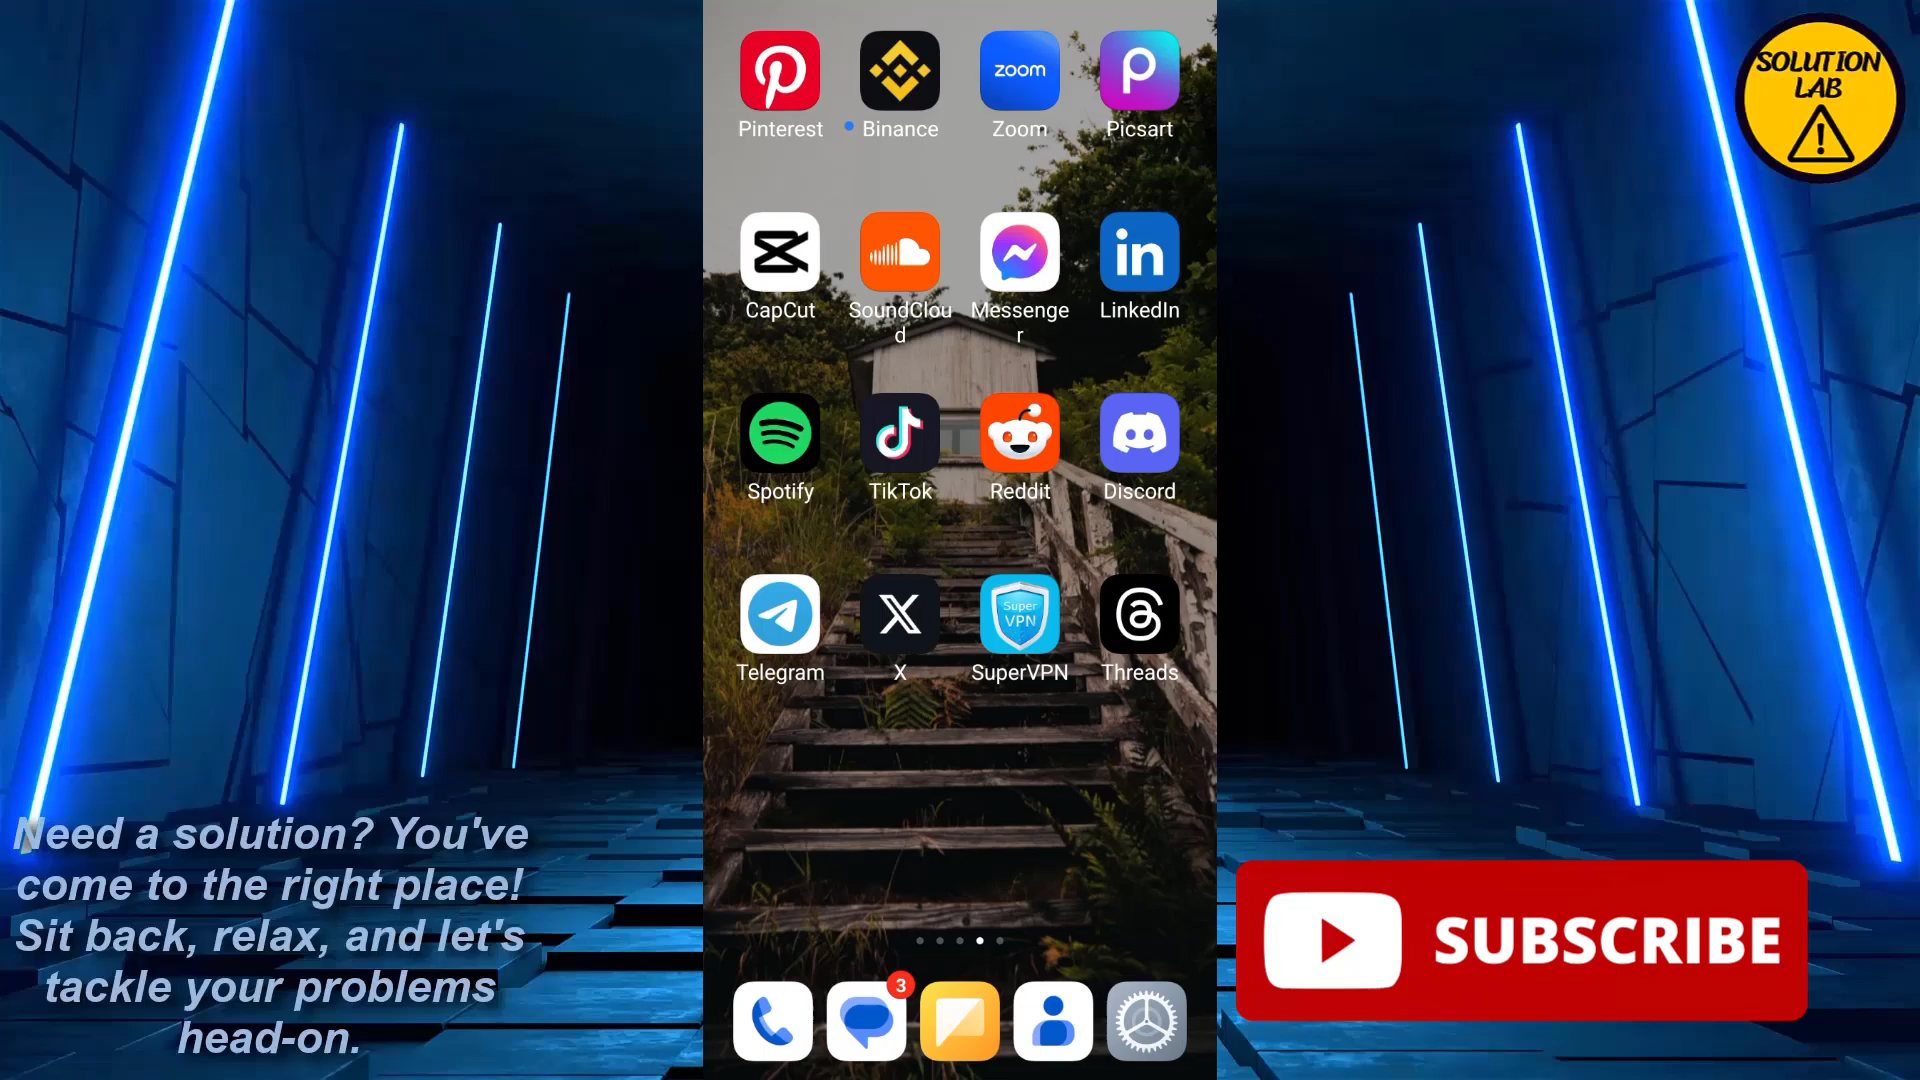 SOLUTION
LAB
Pinterest
Binance
zoom
Zoom
Picsart
CapCut
SoundClou
d
Messenge
r
LinkedIn
in
Spotify
TikTok
Reddit
Discord
Telegram
X
Super
VPN
SuperVPN
Threads
3
Need a solution? You've
come to the right place!
Sit back, relax, and let's
tackle your problems
head-on.
SUBSCRIBE